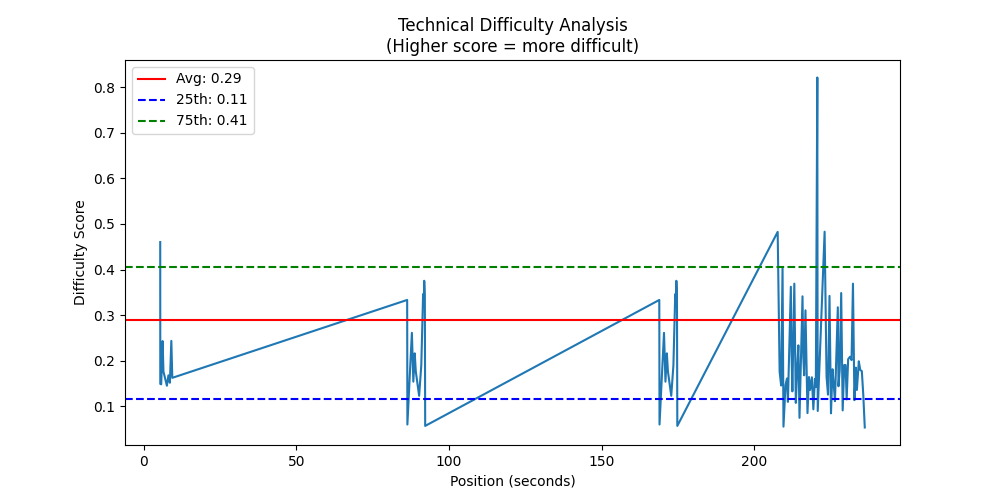 Technical Difficulty Analysis
(Higher score = more difficult)
Avg: 0.29
25th: 0.11
75th: 0.41
Difficulty Score
0.8
0.7
0.6
0.5
0.4
0.3
0.2
0.1
0
50
100
150
200
Position (seconds)